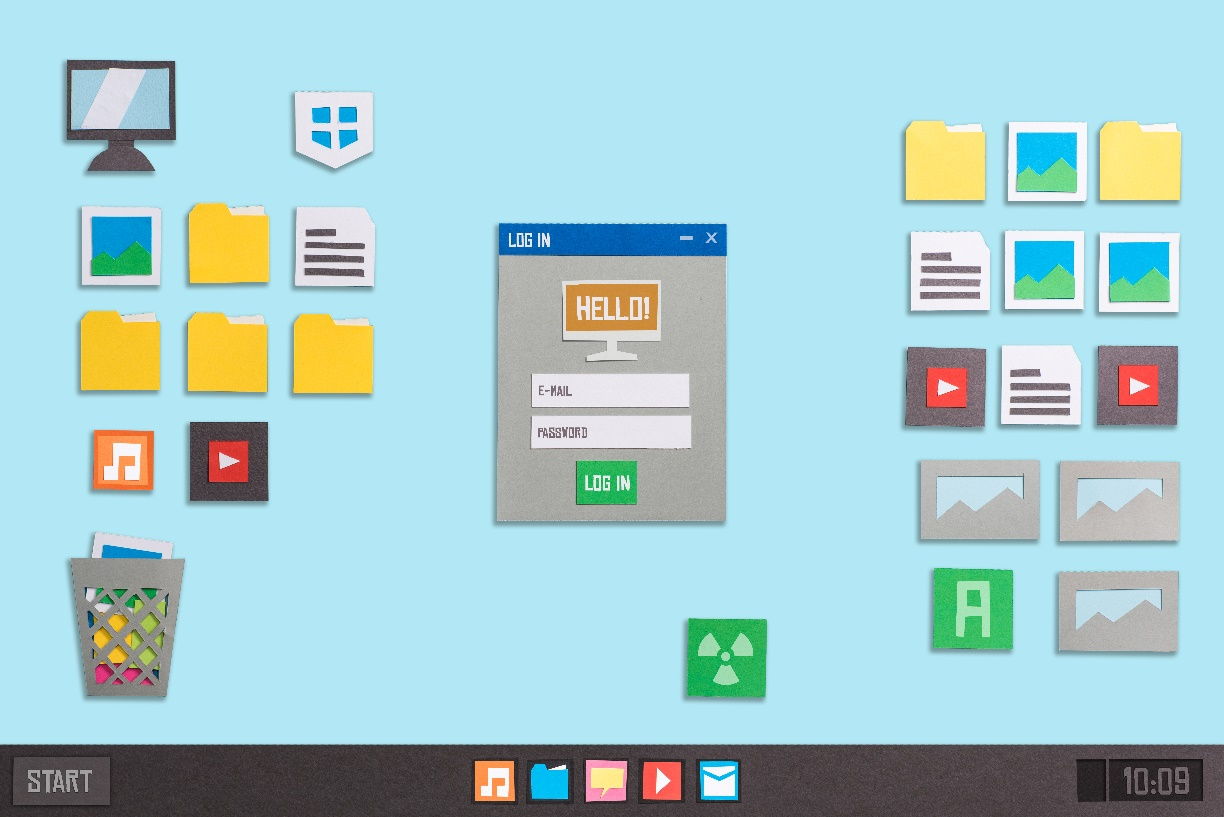 LOG IN
HELLO!
E-MAIL
PASSWORD
LOG IN
A
START
10:09